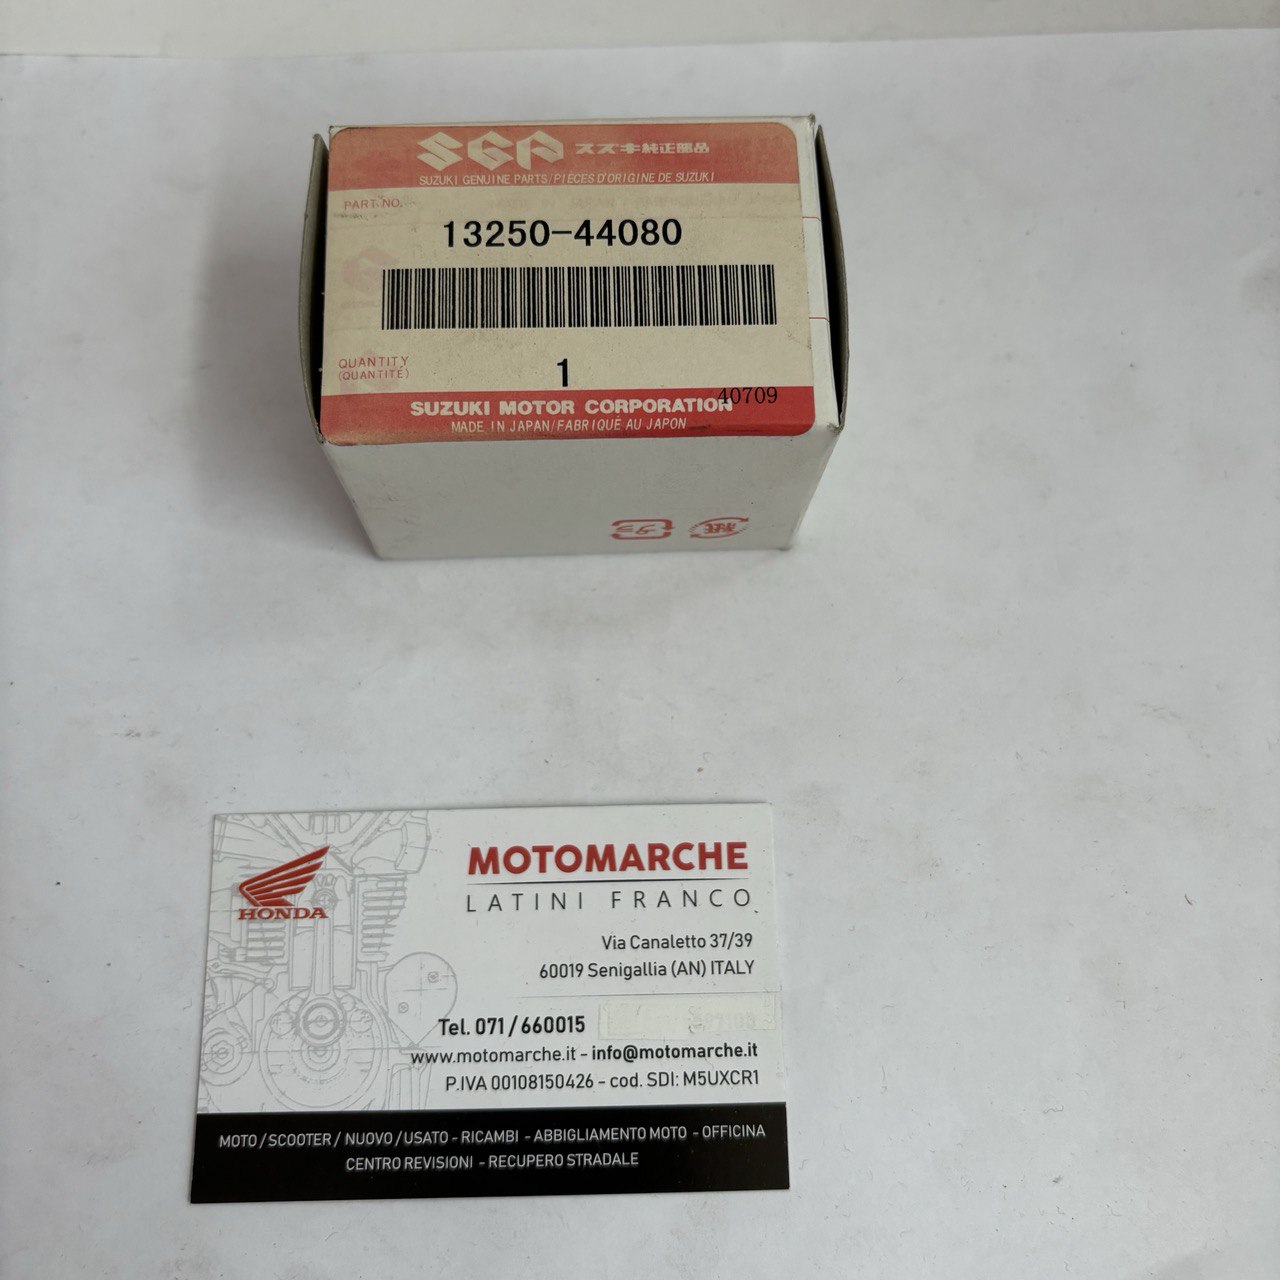 SGP スズキ純正部品
SUZUKI GENUINE PARTS/PIÈCES D'ORIGINE DE SUZUKI
PART NO.
13250-44080
QUANTITY
(QUANTITÉ)
1
40709
SUZUKI MOTOR CORPORATION
MADE IN JAPAN/FABRIQUÉ AU JAPON
HONDA
MOTOMARCHE
LATINI FRANCO
Via Canaletto 37/39
60019 Senigallia (AN) ITALY
Tel. 071/660015
www.motomarche.it - info@motomarche.it
P.IVA 00108150426 - cod. SDI: M5UXCR1
MOTO/SCOOTER/ NUOVO/USATO - RICAMBI - ABBIGLIAMENTO MOTO - OFFICINA
CENTRO REVISIONI - RECUPERO STRADALE